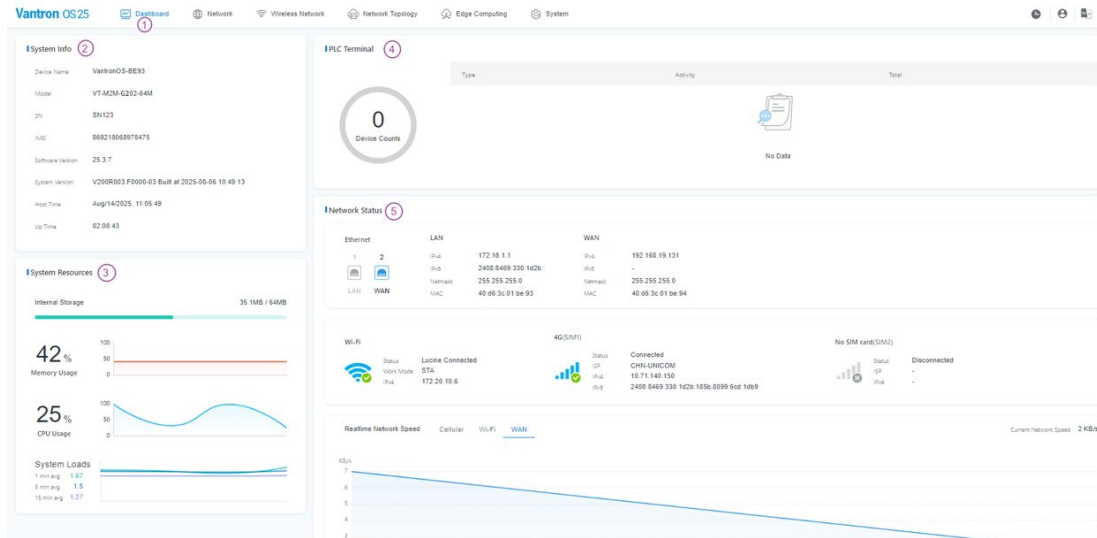 Vantron OS25 Dashboard Network Wireless Network Network Topology Edge Computing System
1
System Info 2
Device Name VantronOS-BE93
Model VT-M2M-G202-64M
SN SN123
IMEI 869218068978475
Software Version 25.3.7
System Version V200R003.F0000-03 Built at 2025-08-06 10:49:13
Host Time Aug/14/2025, 11:05:49
Up Time 02:08:43
System Resources 3
Internal Storage 35.1MB / 64MB
42%
Memory Usage
100
50
0
25%
CPU Usage
100
50
0
System Loads
1 min avg 1.67
5 min avg 1.5
15 min avg 1.27
PLC Terminal 4
Type Activity Total
0
Device Counts
No Data
Network Status 5
Ethernet
1 2
LAN WAN
LAN
IPv4 172.18.1.1
IPv6 2408:8469:330:1d2b::
Netmask 255.255.255.0
MAC 40:d6:3c:01:be:93
WAN
IPv4 192.168.19.131
IPv6 -
Netmask 255.255.255.0
MAC 40:d6:3c:01:be:94
Wi-Fi
Status Lucine Connected
Work Mode STA
IPv4 172.20.10.6
4G(SIM1)
Status Connected
ISP CHN-UNICOM
IPv4 10.71.140.150
IPv6 2408:8469:330:1d2b:185b:8099:6cd:1db9
No SIM card(SIM2)
Status Disconnected
ISP -
IPv4 -
Realtime Network Speed Cellular Wi-Fi WAN Current Network Speed 2 KB/s
KB/s
7
6
5
4
3